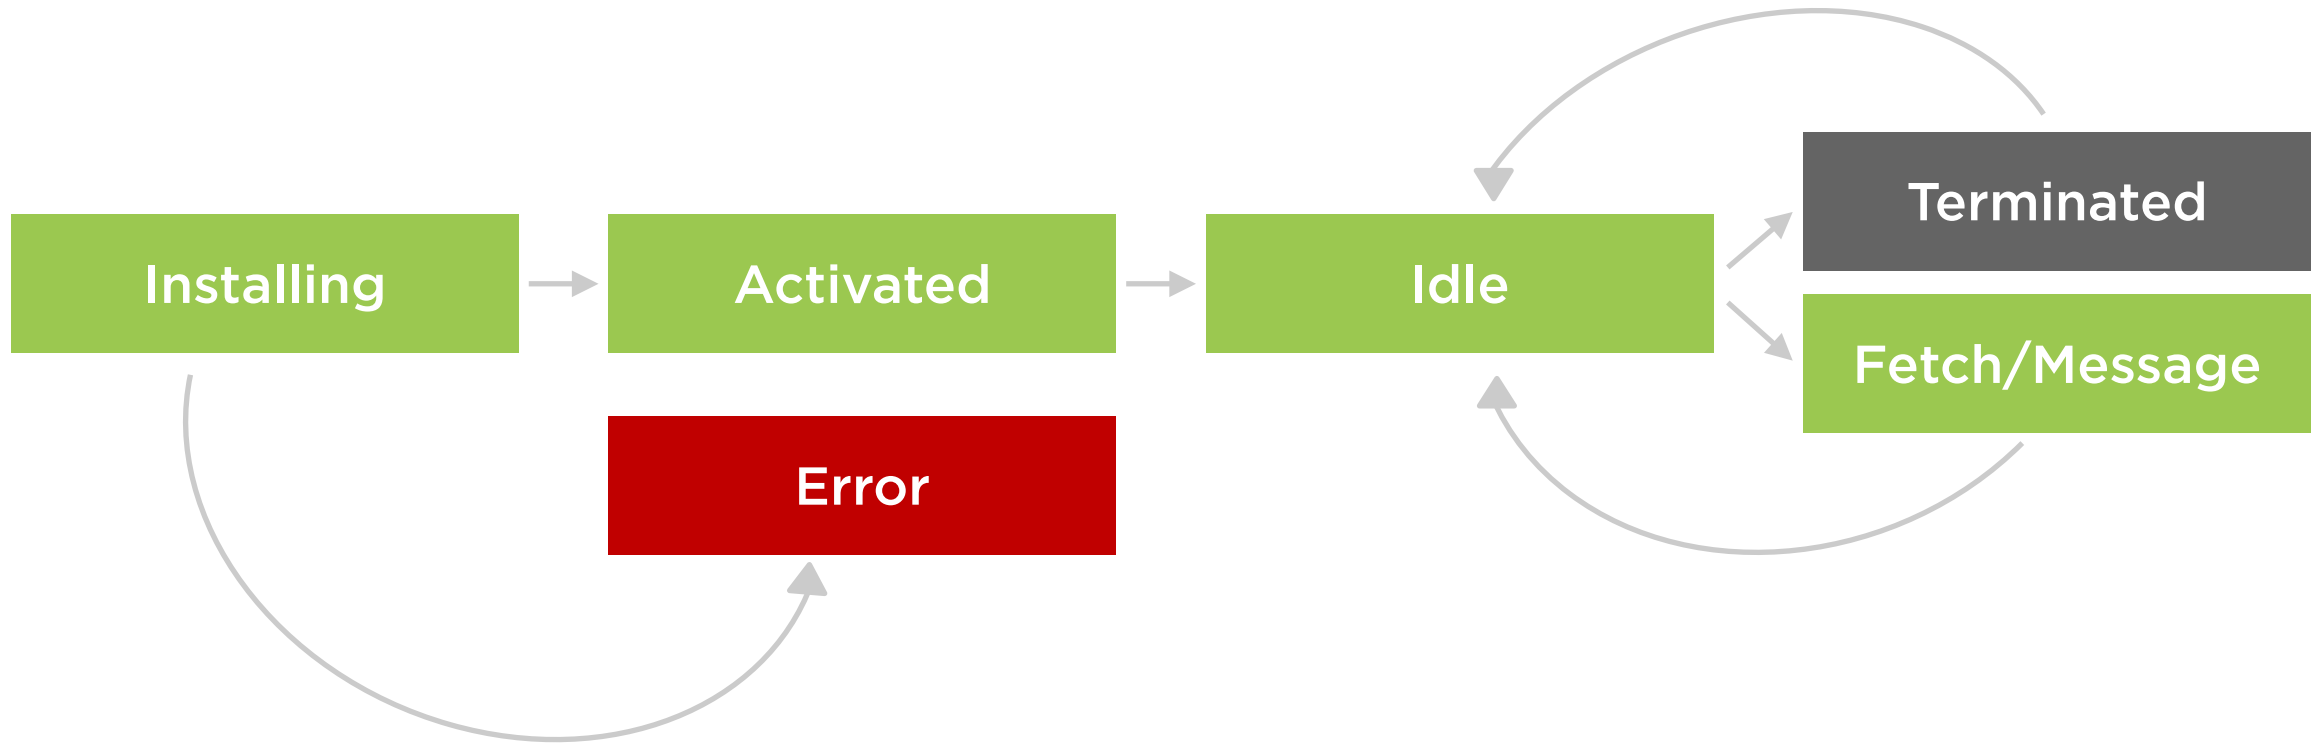 Installing
Activated
Idle
Terminated
Fetch/Message
Error